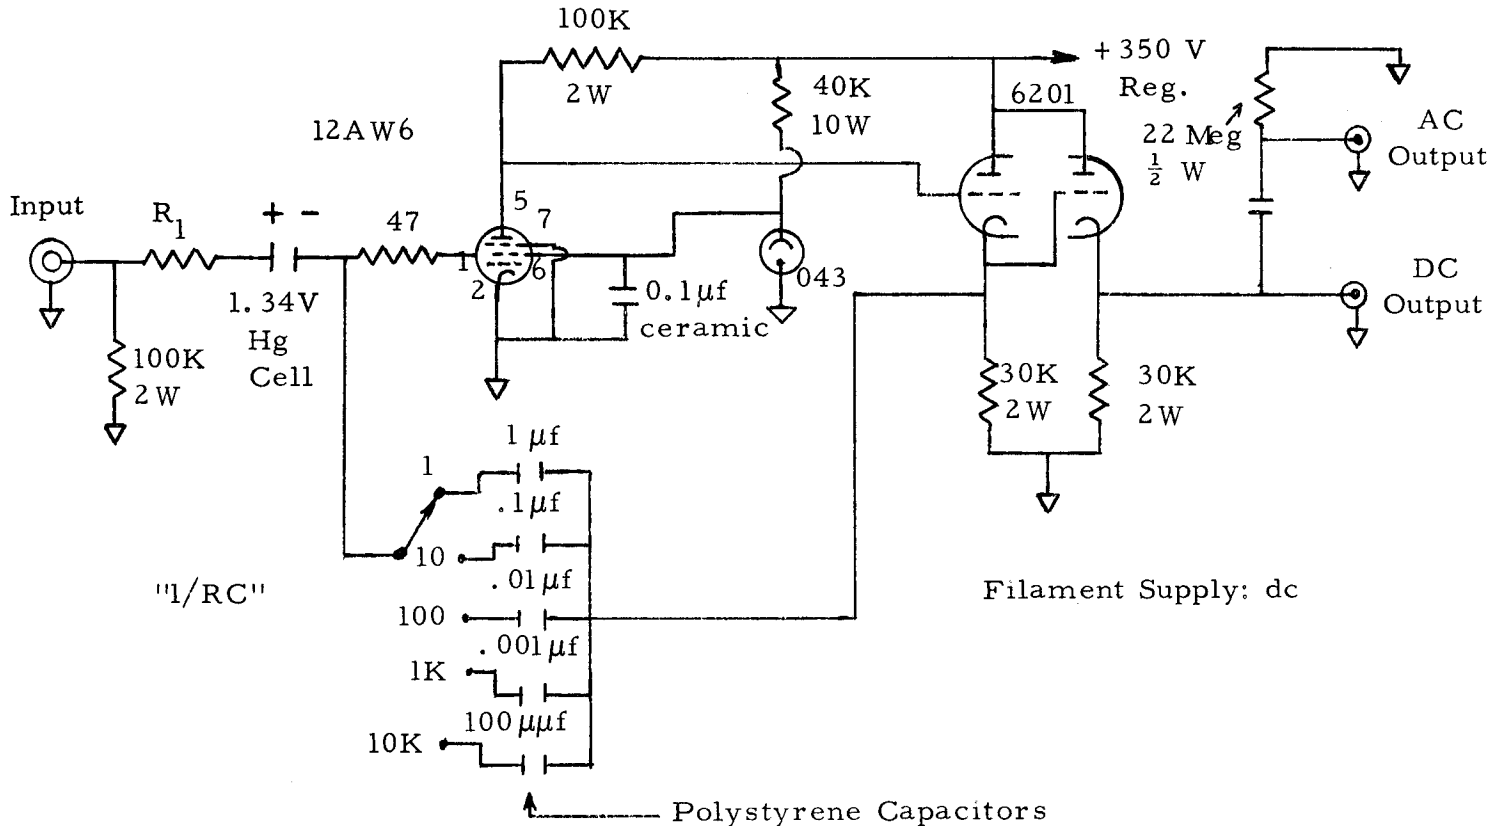 100K
2W
+350 V
Reg.
40K
10W
6201
12AW6
22 Meg
½ W
AC
Output
Input
R1
+ -
47
5
7
1
6
2
1.34V
Hg
Cell
0.1μf
ceramic
043
DC
Output
100K
2W
30K
2W
30K
2W
1 μf
1
.1μf
10
.01μf
"1/RC"
Filament Supply: dc
100
.001μf
1K
100μμf
10K
Polystyrene Capacitors